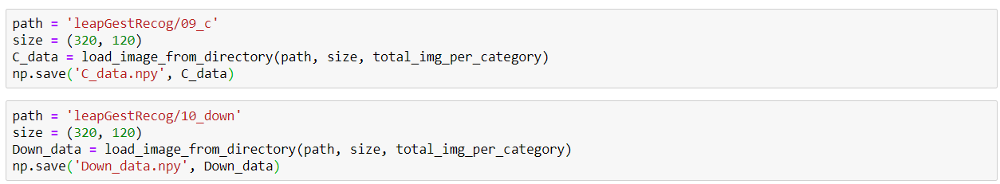 path = 'leapGestRecog/09_c'
size = (320, 120)
C_data = load_image_from_directory(path, size, total_img_per_category)
np.save('C_data.npy', C_data)
path = 'leapGestRecog/10_down'
size = (320, 120)
Down_data = load_image_from_directory(path, size, total_img_per_category)
np.save('Down_data.npy', Down_data)